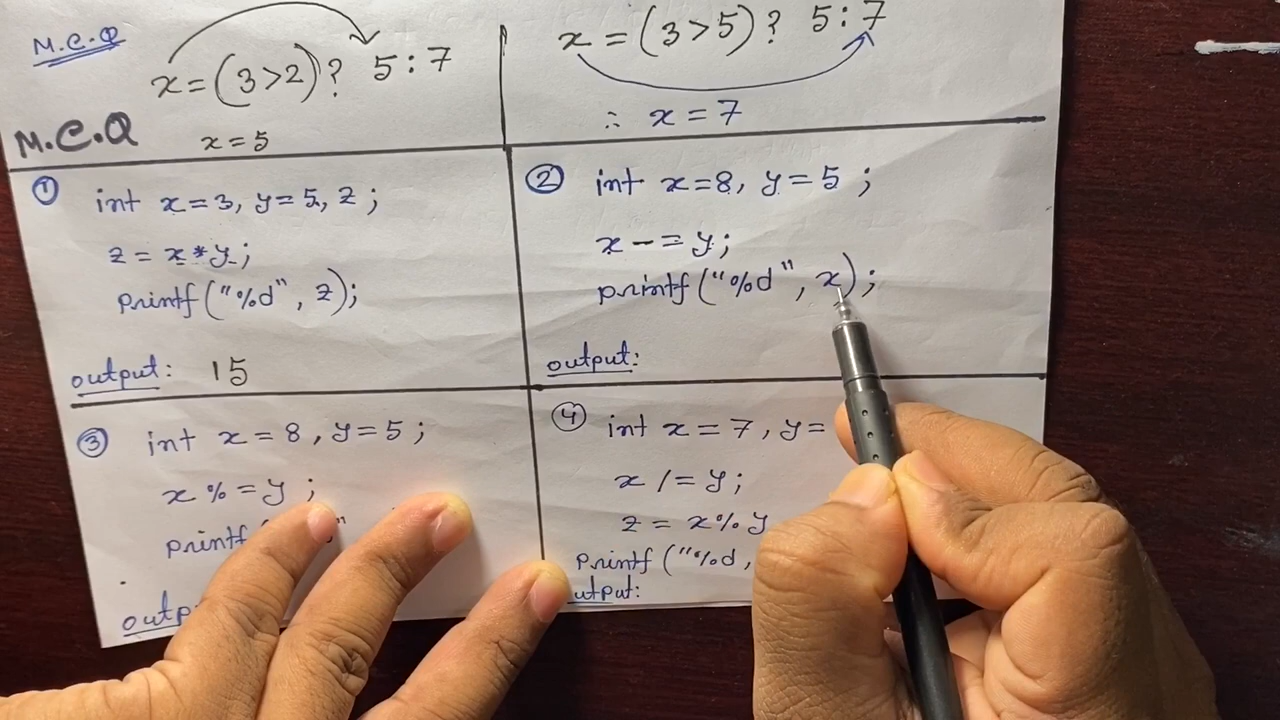 M.C.Q
x = (3>2)? 5:7
M.C.Q
x = 5
x = (3>5)? 5:7
∴ x = 7
① int x=3, y=5, z ;
z = x*y;
printf("%d", z);
output: 15
② int x=8, y=5 ;
x -= y;
printf("%d", x);
output:
③ int x = 8, y=5 ;
x %= y ;
printf
④ int x = 7, y=
x /= y;
z = x% y
printf ("%d,
utput: